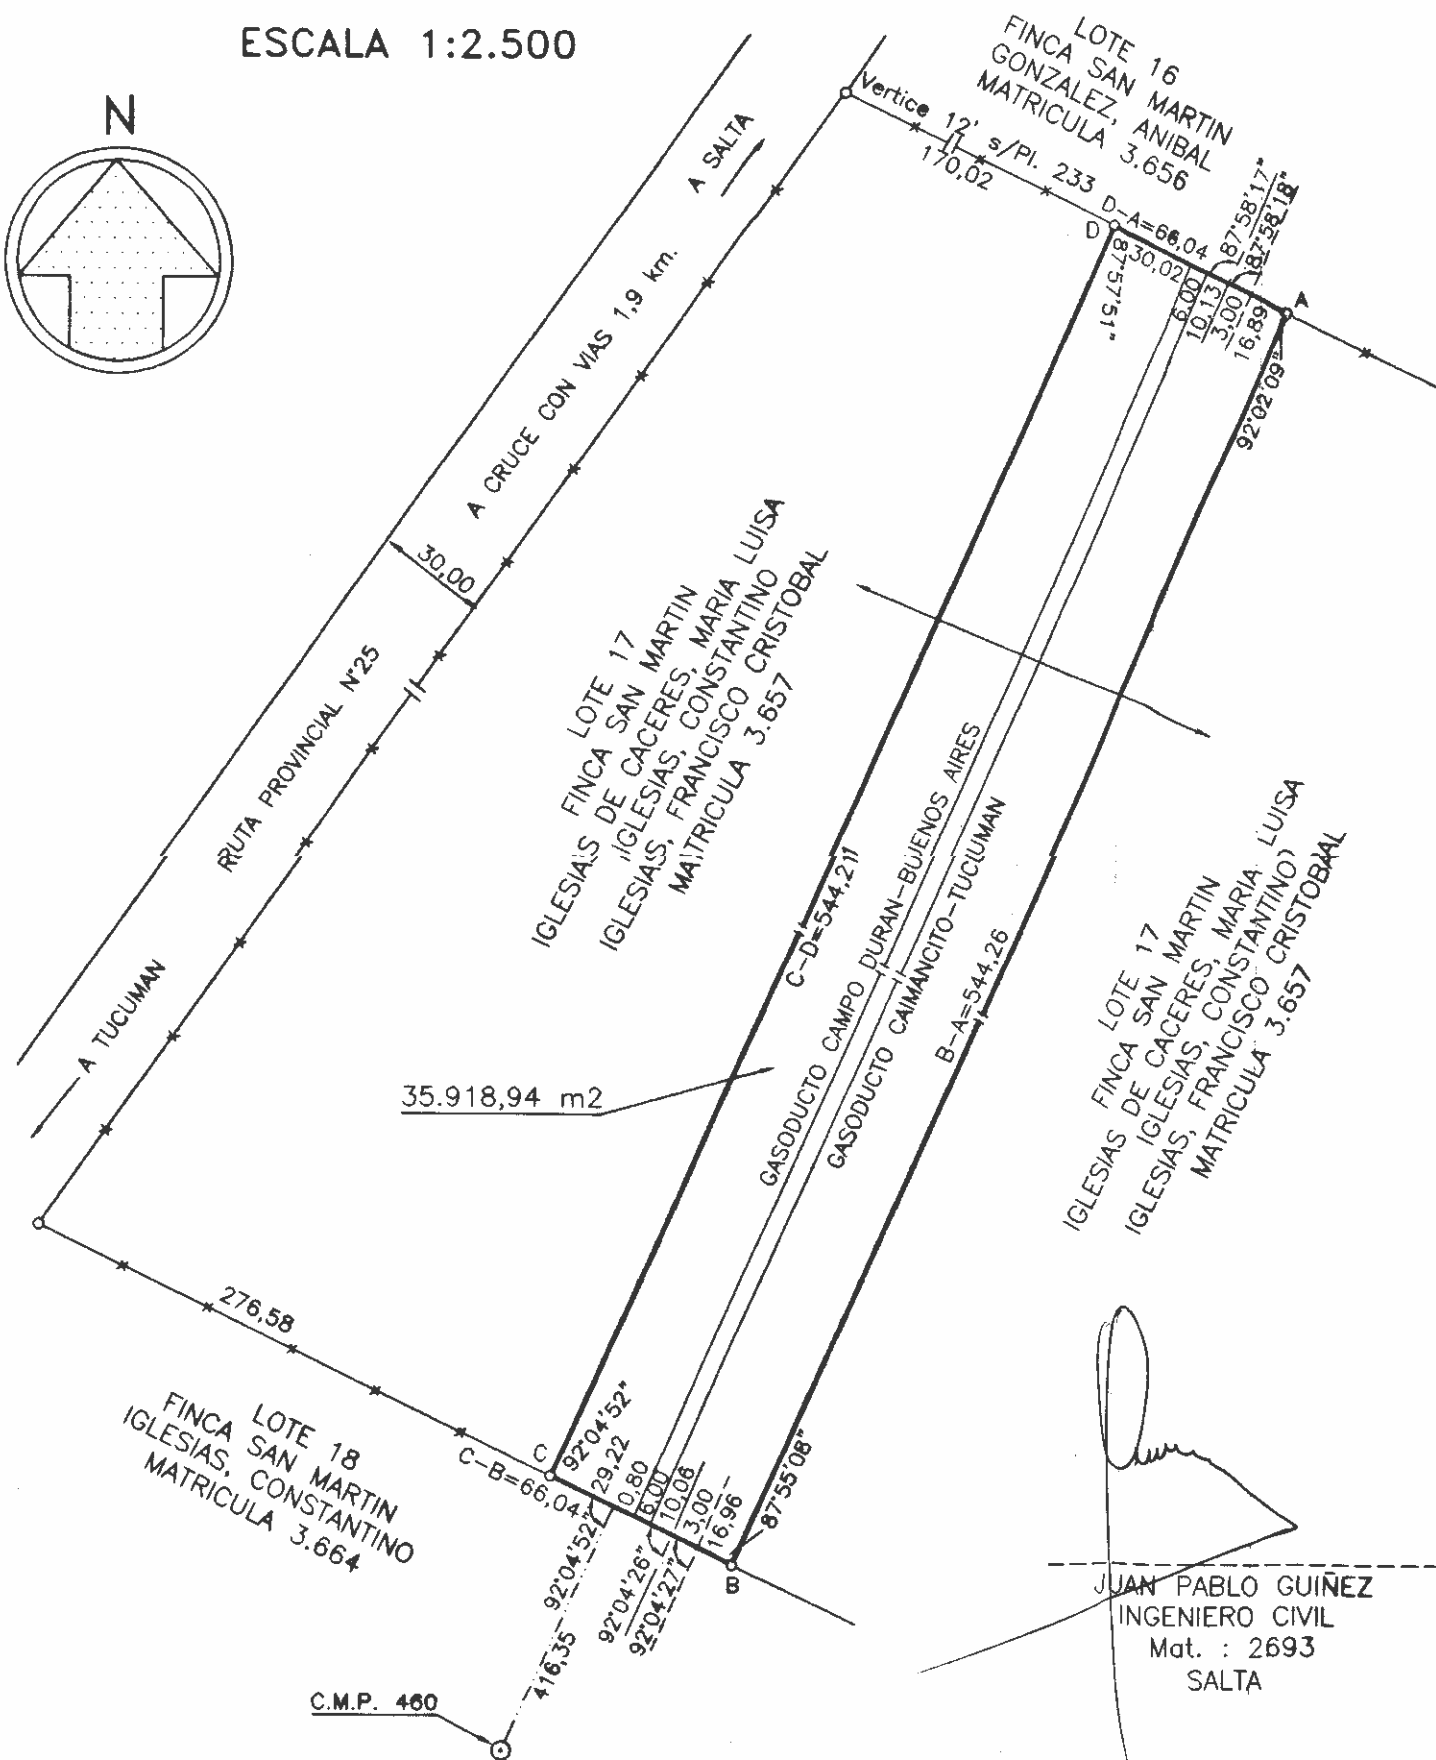 ESCALA 1:2.500
N
LOTE 16
FINCA SAN MARTIN
GONZALEZ, ANIBAL
MATRICULA 3.656
Vertice 12' s/Pl. 233
170,02
A SALTA
A CRUCE CON VIAS 1,9 km.
30,00
RUTA PROVINCIAL N°25
A TUCUMAN
D
D-A=66,04
87°58'17"
87°58'18"
87°57'51"
30,02
6.00
10,13
3,00
16,89
A
92°02'09"
LOTE 17
FINCA SAN MARTIN
IGLESIAS DE CACERES, MARIA LUISA
IGLESIAS, CONSTANTINO
IGLESIAS, FRANCISCO CRISTOBAL
MATRICULA 3.657
C-D=544,21
GASODUCTO CAMPO DURAN-BUENOS AIRES
GASODUCTO CAIMANCITO-TUCUMAN
B-A=544,26
LOTE 17
FINCA SAN MARTIN
IGLESIAS DE CACERES, MARIA LUISA
IGLESIAS, CONSTANTINO
IGLESIAS, FRANCISCO CRISTOBAL
MATRICULA 3.657
35.918,94 m2
276,58
LOTE 18
FINCA SAN MARTIN
IGLESIAS, CONSTANTINO
MATRICULA 3.664
C
C-B=66,04
92°04'52"
29,22
0,80
6,00
10,06
3,00
16,96
87°55'08"
B
92°04'52"
92°04'26"
92°04'27"
416,35
C.M.P. 460
JUAN PABLO GUIÑEZ
INGENIERO CIVIL
Mat. : 2693
SALTA